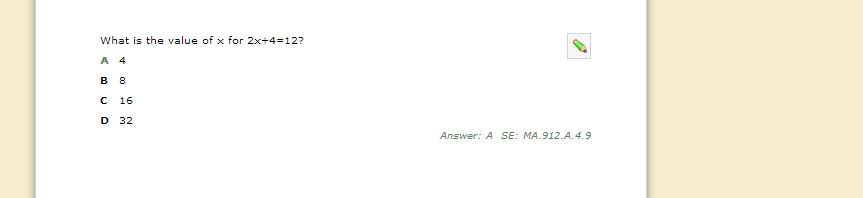 What is the value of x for 2x+4=12?
A 4
B 8
C 16
D 32
Answer: A SE: MA.912.A.4.9